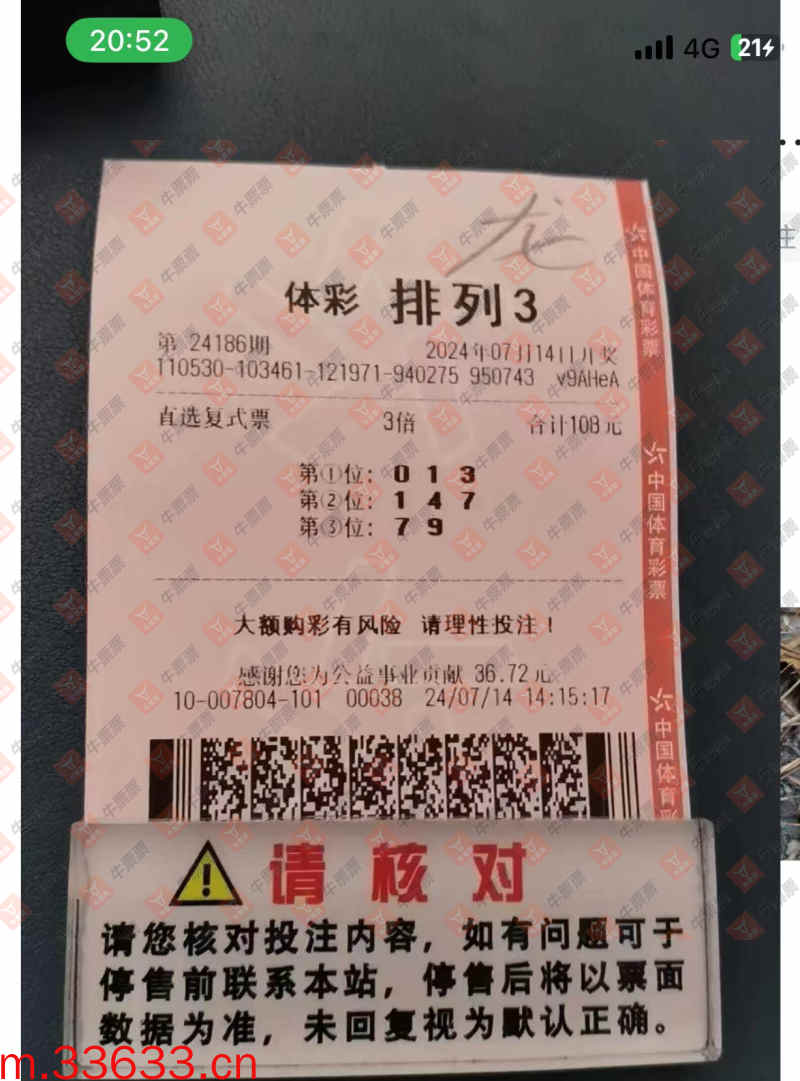 20:52
4G 21
龙
体彩 排列3
第 24186期 2024年07月14日开奖
110530-103461-121971-940275 950743 v9AHeA
直选复式票 3倍 合计108元
第①位：0 1 3
第②位：1 4 7
第③位：7 9
大额购彩有风险 请理性投注！
感谢您为公益事业贡献 36.72元
10-007804-101 00038 24/07/14 14:15:17
中国体育彩票
中国体育彩票
中国体育彩
请核对
请您核对投注内容，如有问题可于
停售前联系本站，停售后将以票面
数据为准，未回复视为默认正确。
m.33633.cn
牛票票
注